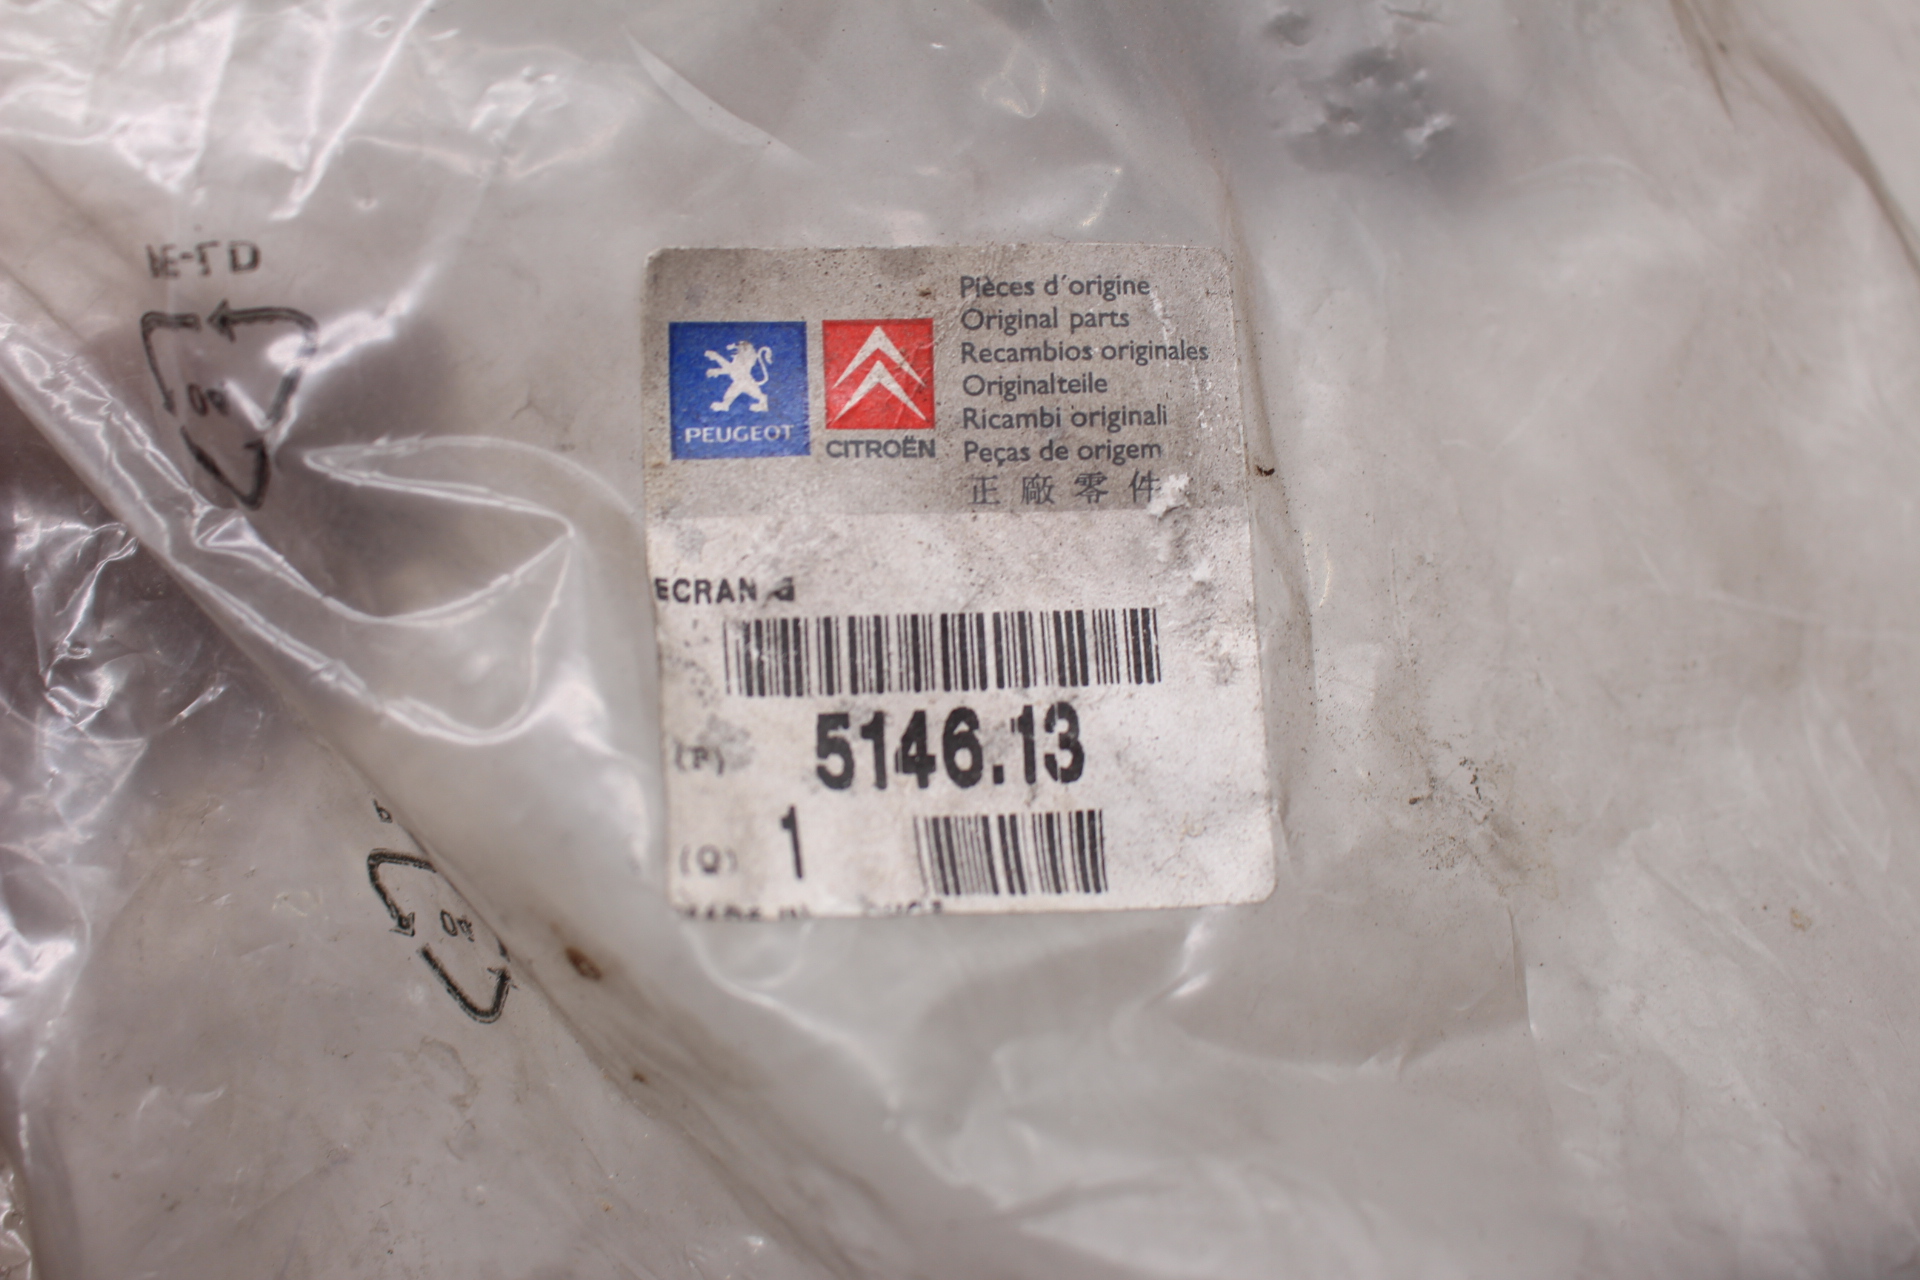 PEUGEOT
CITROËN
Pièces d'origine
Original parts
Recambios originales
Originalteile
Ricambi originali
Peças de origem
正廠零件
ECRAN G
(P) 5146.13
(Q) 1